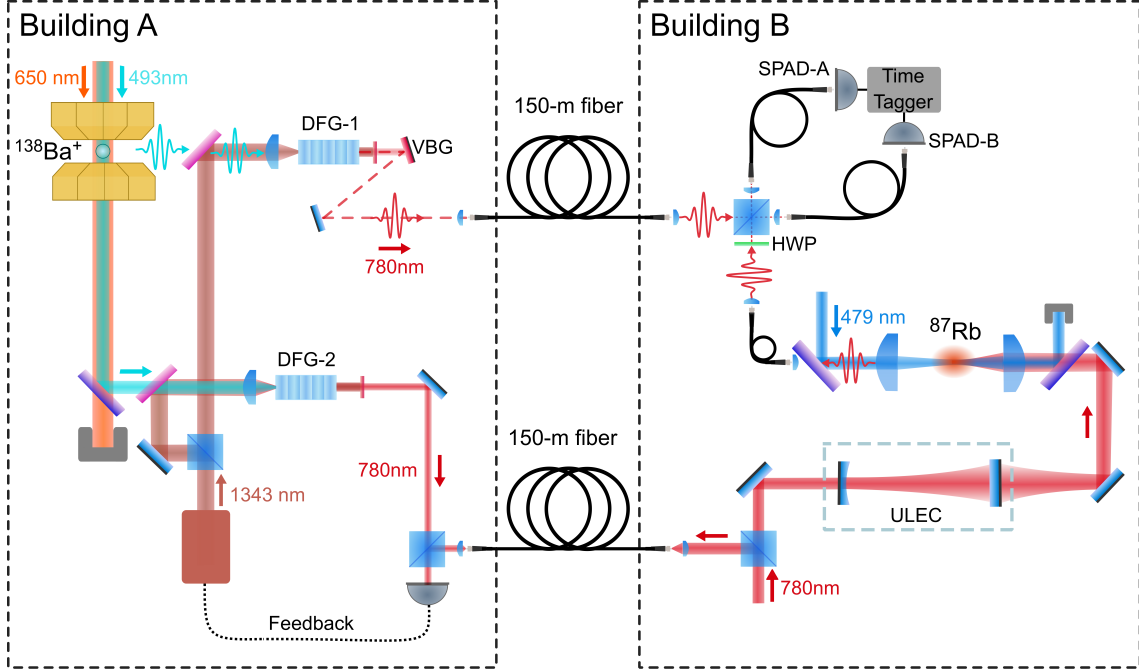 Building A
Building B
650 nm
493nm
150-m fiber
SPAD-A
Time
Tagger
DFG-1
VBG
SPAD-B
¹³⁸Ba⁺
780nm
HWP
479 nm
⁸⁷Rb
DFG-2
150-m fiber
780nm
1343 nm
ULEC
780nm
Feedback